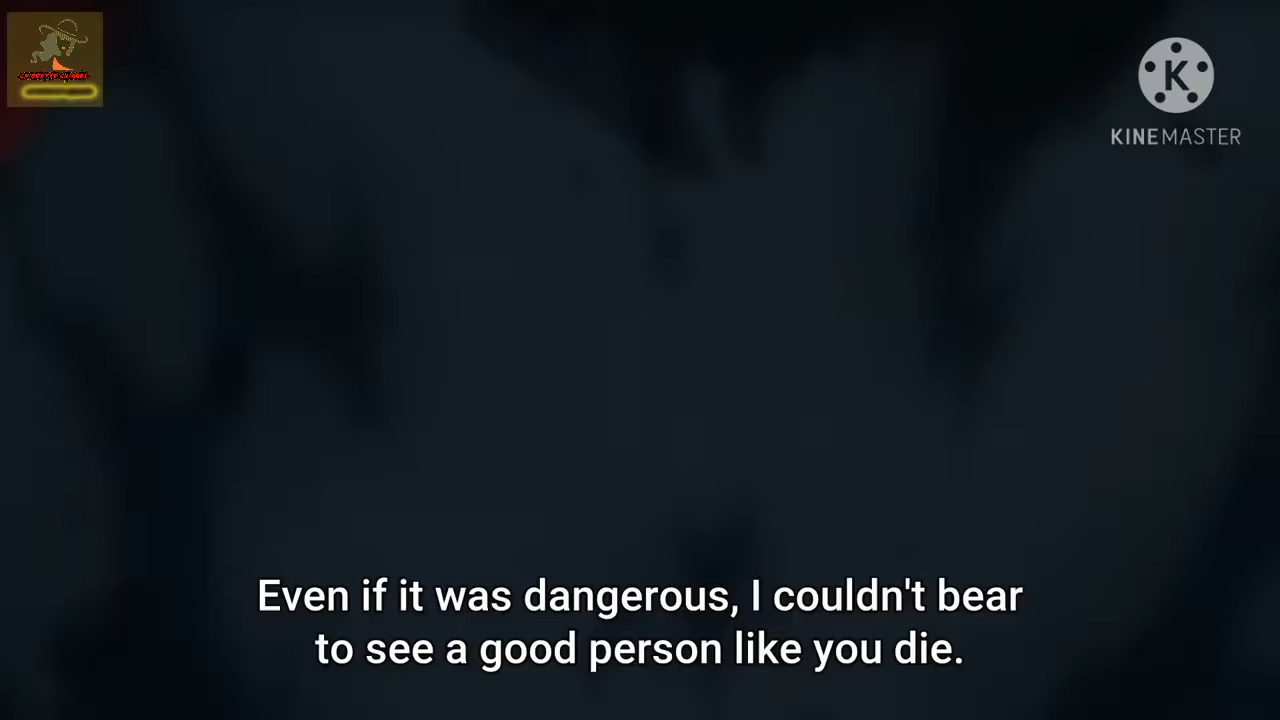 KINEMASTER
Even if it was dangerous, I couldn't bear
to see a good person like you die.